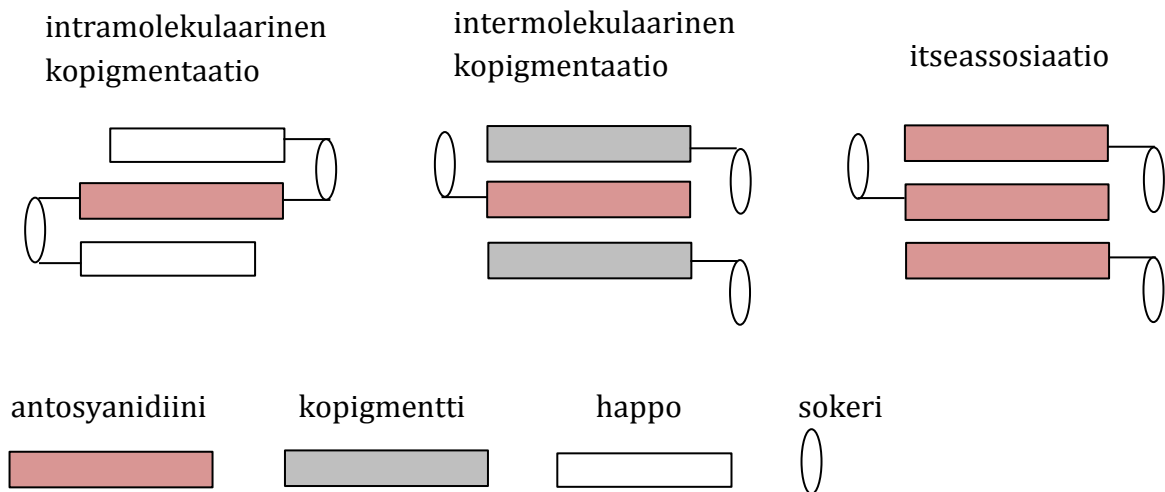 intramolekulaarinen
kopigmentaatio
intermolekulaarinen
kopigmentaatio
itseassosiaatio
antosyanidiini
kopigmentti
happo
sokeri